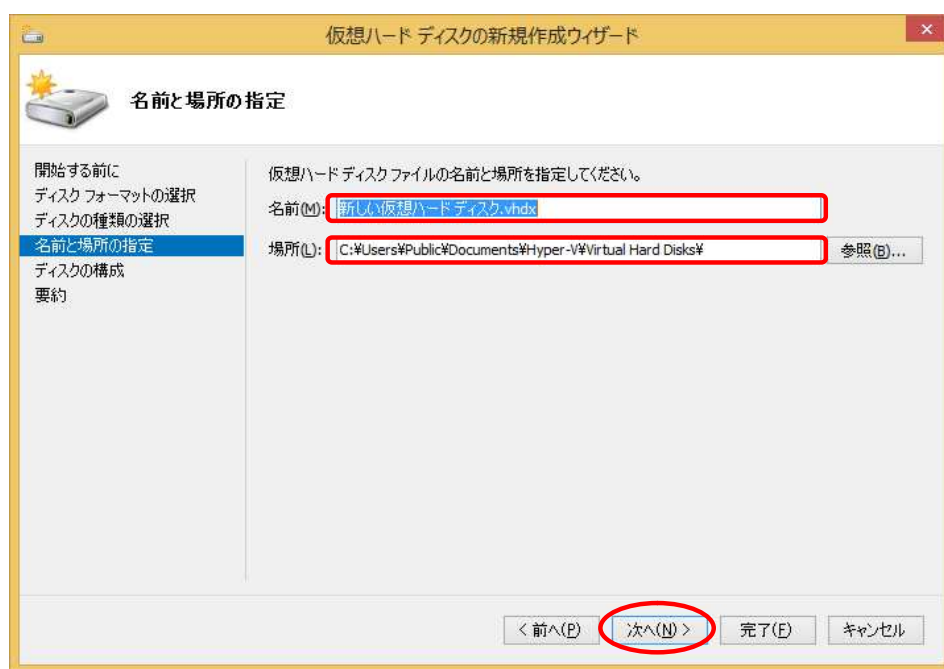 仮想ハード ディスクの新規作成ウィザード
×
名前と場所の指定
開始する前に
ディスク フォーマットの選択
ディスクの種類の選択
名前と場所の指定
ディスクの構成
要約
仮想ハード ディスク ファイルの名前と場所を指定してください。
名前(M): 新しい仮想ハード ディスク.vhdx
場所(L): C:¥Users¥Public¥Documents¥Hyper-V¥Virtual Hard Disks¥ 参照(B)...
< 前へ(P) 次へ(N) > 完了(F) キャンセル